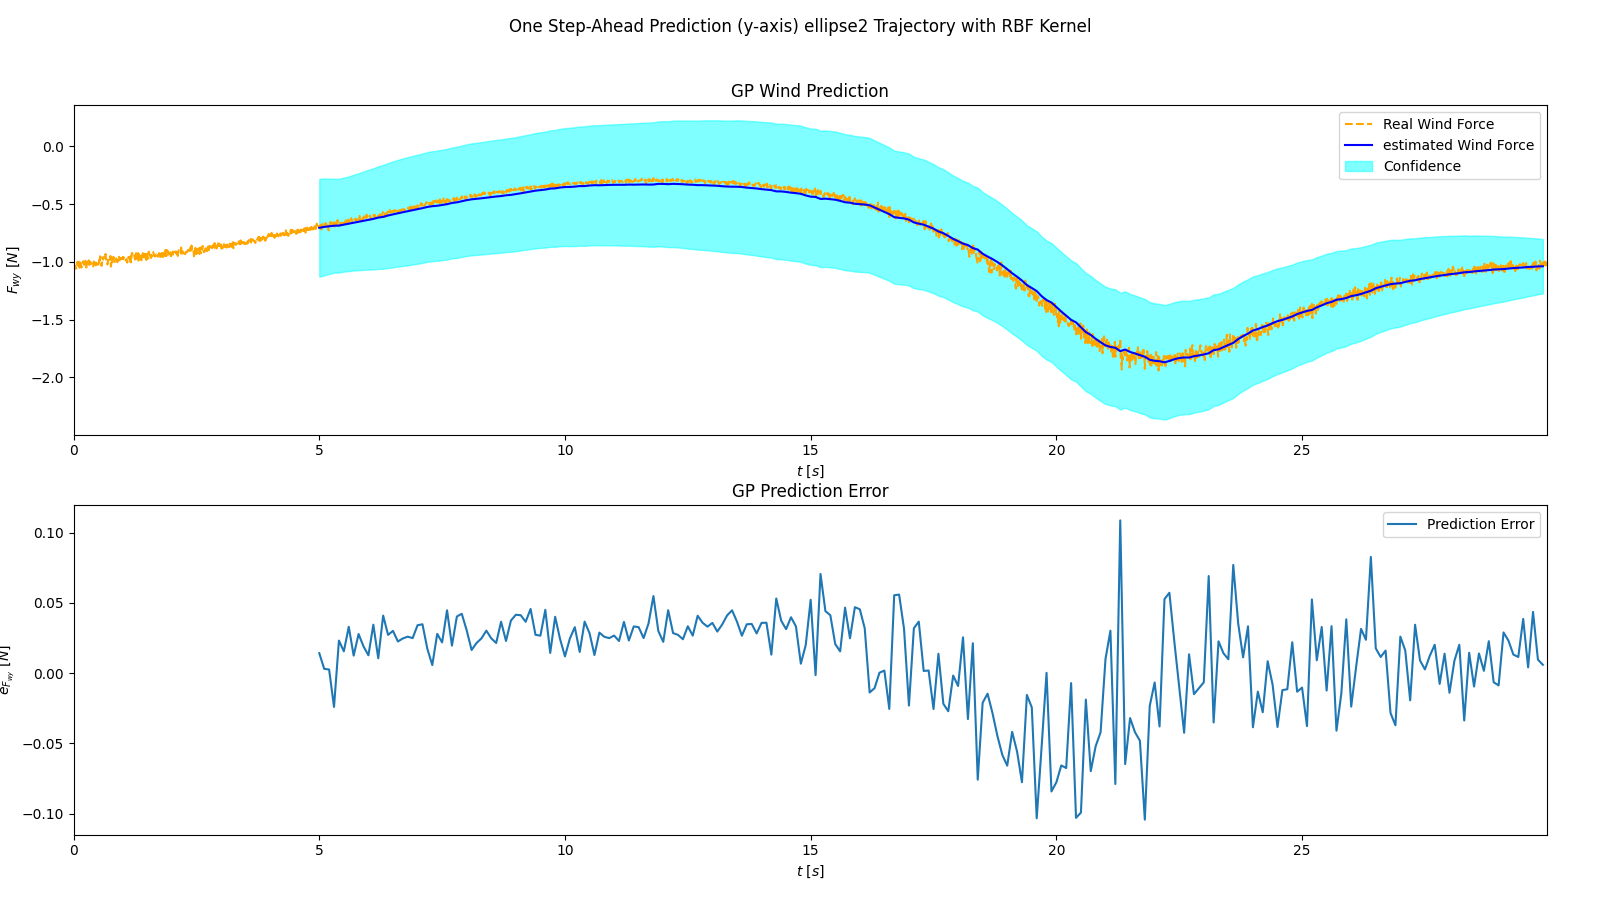 One Step-Ahead Prediction (y-axis) ellipse2 Trajectory with RBF Kernel
GP Wind Prediction
Real Wind Force
estimated Wind Force
Confidence
0.0
−0.5
−1.0
−1.5
−2.0
F_wy [N]
0 5 10 15 20 25
t [s]
GP Prediction Error
Prediction Error
0.10
0.05
0.00
−0.05
−0.10
e_F_wy [N]
0 5 10 15 20 25
t [s]